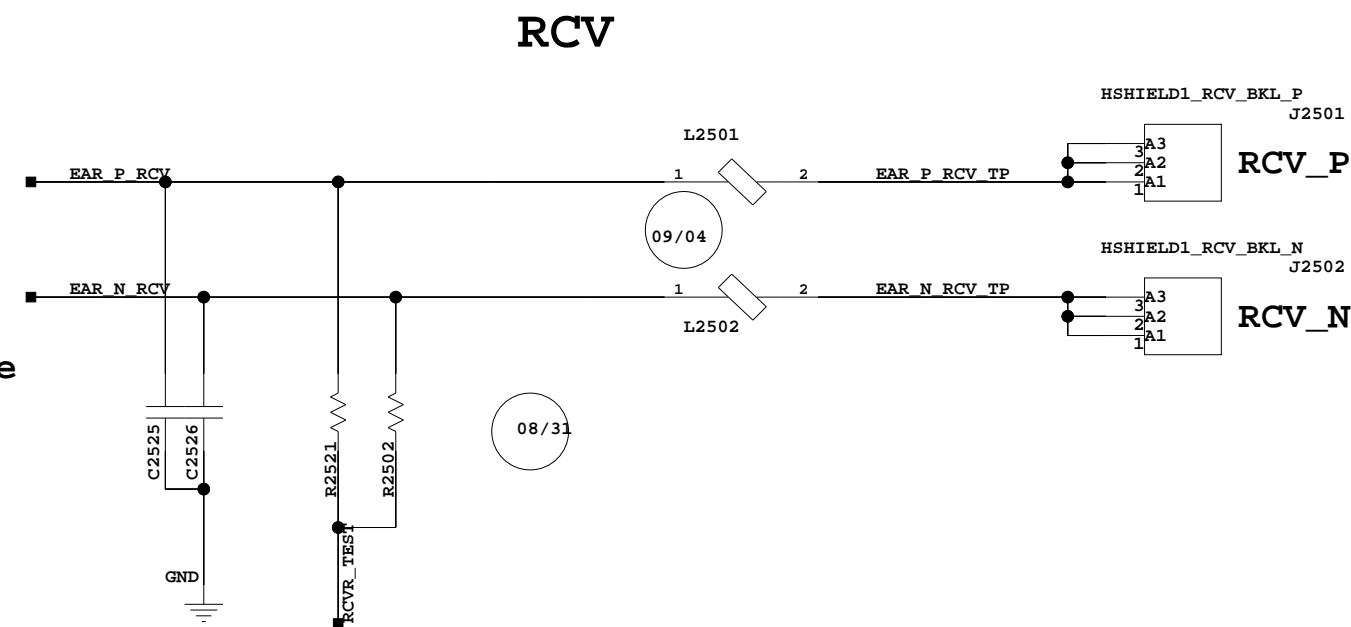 RCV
HSHIELD1_RCV_BKL_P
J2501
L2501
EAR_P_RCV
1
2
EAR_P_RCV_TP
3
A3
2
A2
1
A1
RCV_P
09/04
HSHIELD1_RCV_BKL_N
J2502
EAR_N_RCV
1
2
EAR_N_RCV_TP
3
A3
2
A2
1
A1
RCV_N
L2502
e
08/31
C2525
C2526
R2521
R2502
GND
RCVR_TEST